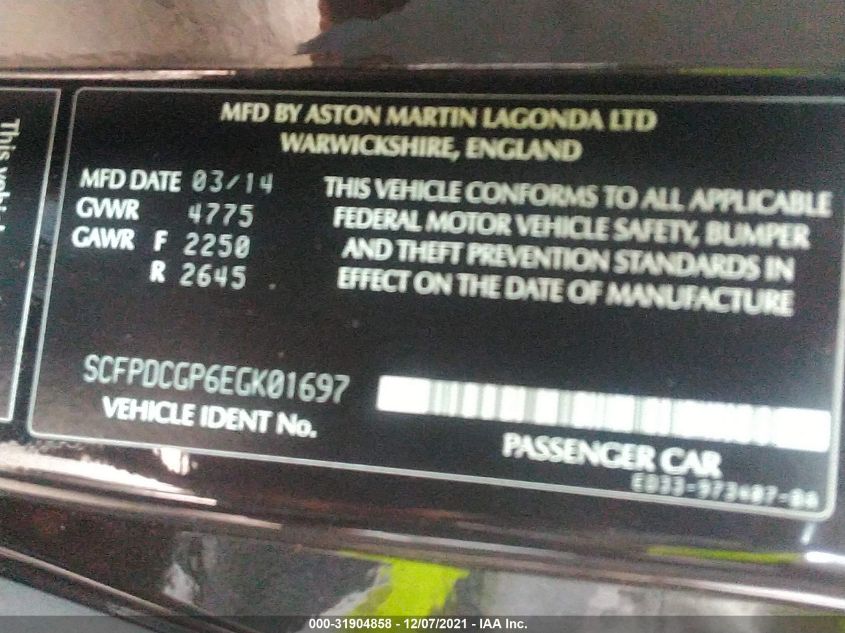 MFD BY ASTON MARTIN LAGONDA LTD
WARWICKSHIRE, ENGLAND
MFD DATE 03/14
GVWR 4775
GAWR F 2250
R 2645
THIS VEHICLE CONFORMS TO ALL APPLICABLE
FEDERAL MOTOR VEHICLE SAFETY, BUMPER
AND THEFT PREVENTION STANDARDS IN
EFFECT ON THE DATE OF MANUFACTURE
SCFPDCGP6EGK01697
VEHICLE IDENT No.
PASSENGER CAR
This
000-31904858 - 12/07/2021 - IAA Inc.